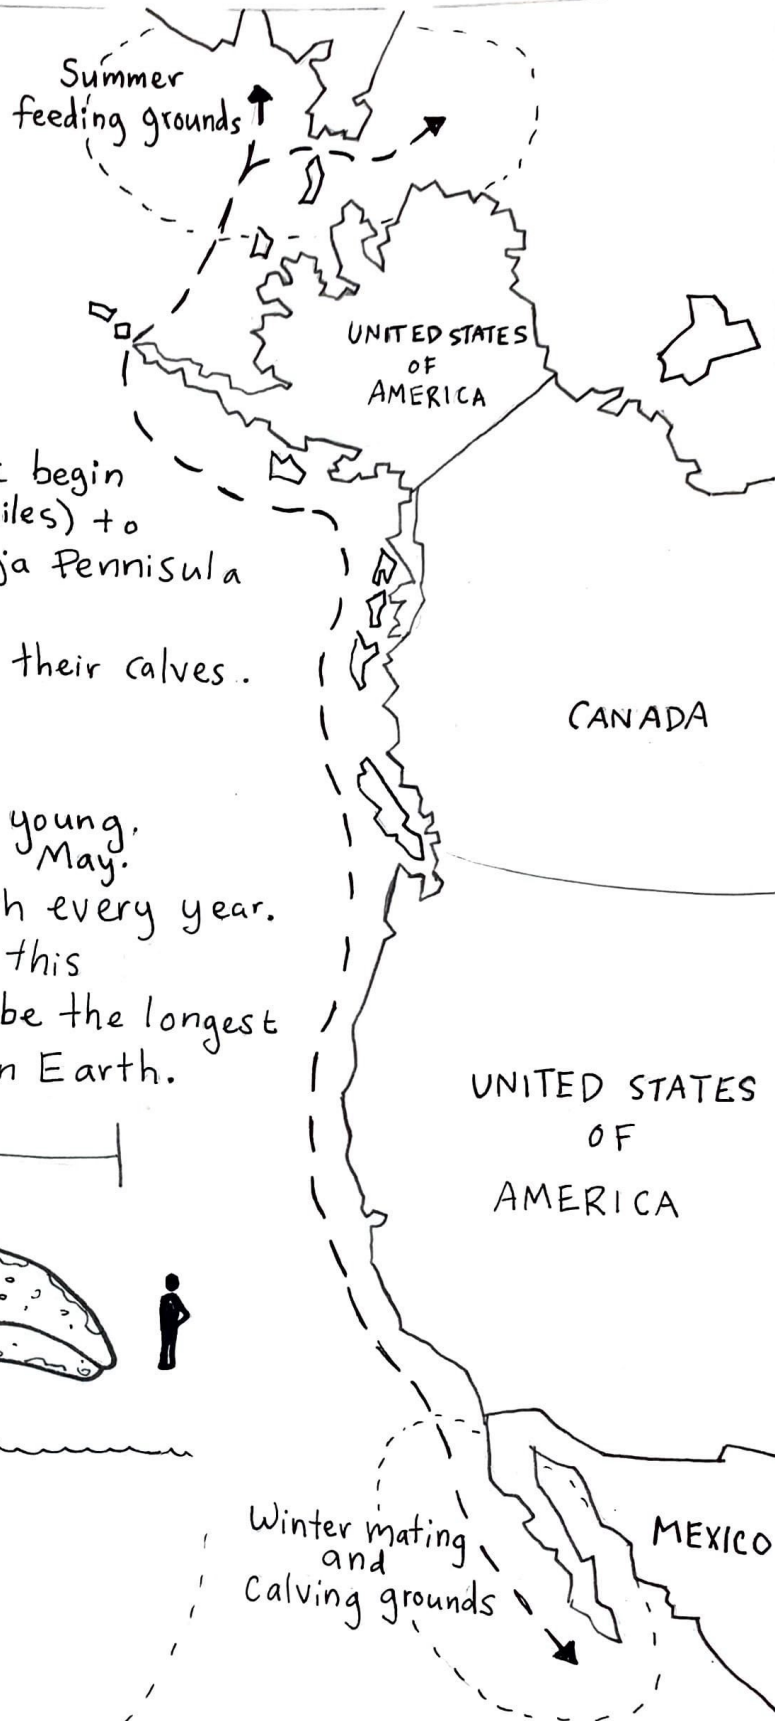 Summer
feeding grounds
UNITED STATES
OF
AMERICA
begin
iles) to
ja Pennisula
their calves.
CANADA
young.
May.
h every year.
this
be the longest
n Earth.
UNITED STATES
OF
AMERICA
Winter mating
and
Calving grounds
MEXICO